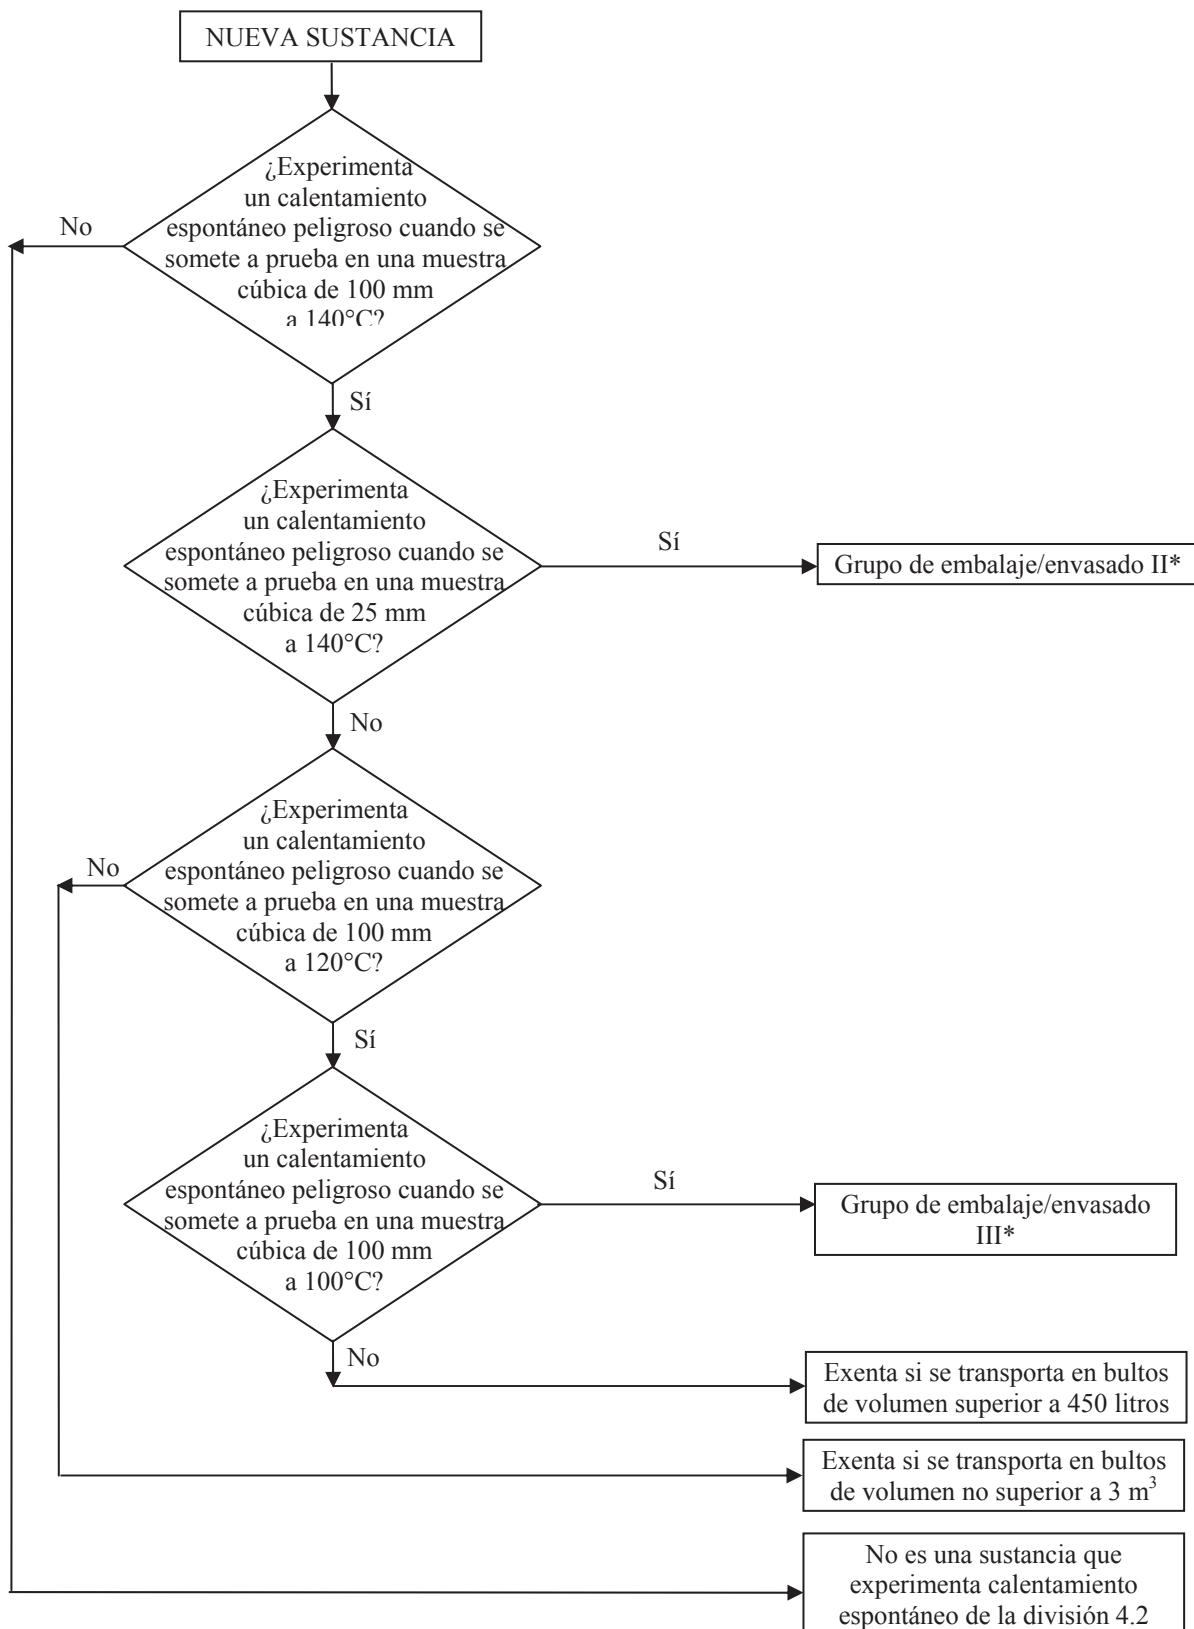 NUEVA SUSTANCIA
¿Experimenta
un calentamiento
espontáneo peligroso cuando se
somete a prueba en una muestra
cúbica de 100 mm
a 140°C?
No
Sí
¿Experimenta
un calentamiento
espontáneo peligroso cuando se
somete a prueba en una muestra
cúbica de 25 mm
a 140°C?
Sí
Grupo de embalaje/envasado II*
No
¿Experimenta
un calentamiento
espontáneo peligroso cuando se
somete a prueba en una muestra
cúbica de 100 mm
a 120°C?
No
Sí
¿Experimenta
un calentamiento
espontáneo peligroso cuando se
somete a prueba en una muestra
cúbica de 100 mm
a 100°C?
Sí
Grupo de embalaje/envasado
III*
No
Exenta si se transporta en bultos
de volumen superior a 450 litros
Exenta si se transporta en bultos
de volumen no superior a 3 m³
No es una sustancia que
experimenta calentamiento
espontáneo de la división 4.2